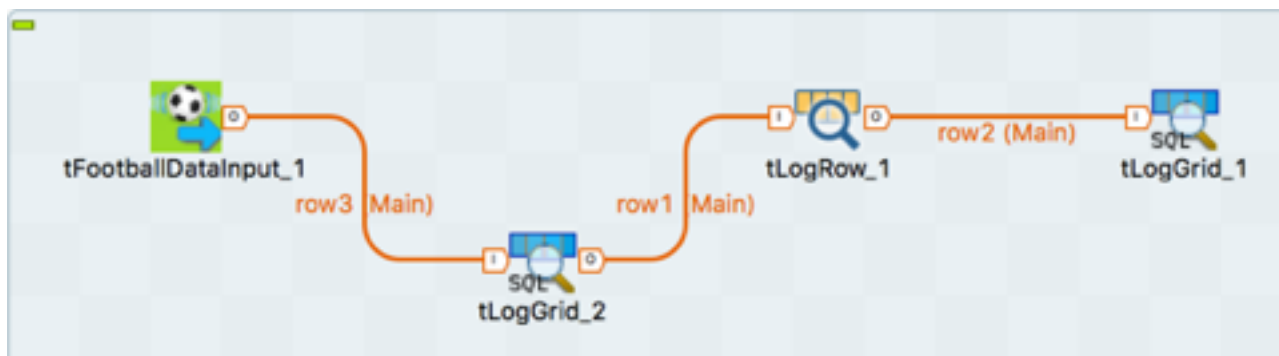 tFootballDataInput_1
row3 (Main)
SQL
tLogGrid_2
row1 (Main)
I
O
tLogRow_1
row2 (Main)
SQL
tLogGrid_1